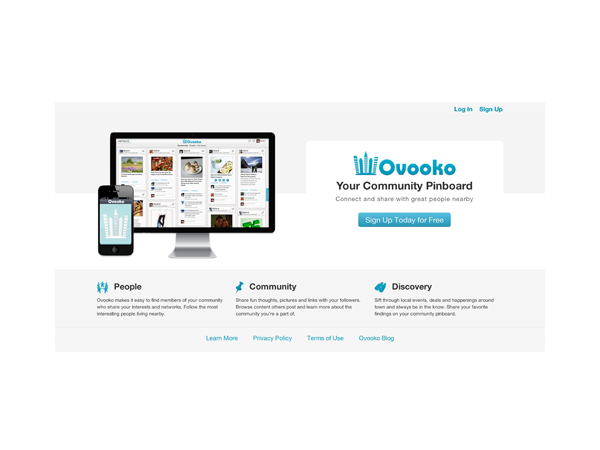 Log In Sign Up
Ovooko
Ovooko
Ovooko
Your Community Pinboard
Connect and share with great people nearby
Sign Up Today for Free
People
Ovooko makes it easy to find members of your community
who share your interests and networks. Follow the most
interesting people living nearby.
Community
Share fun thoughts, pictures and links with your followers.
Browse content others post and learn more about the
community you're a part of.
Discovery
Sift through local events, deals and happenings around
town and always be in the know. Share your favorite
findings on your community pinboard.
Learn More Privacy Policy Terms of Use Ovooko Blog